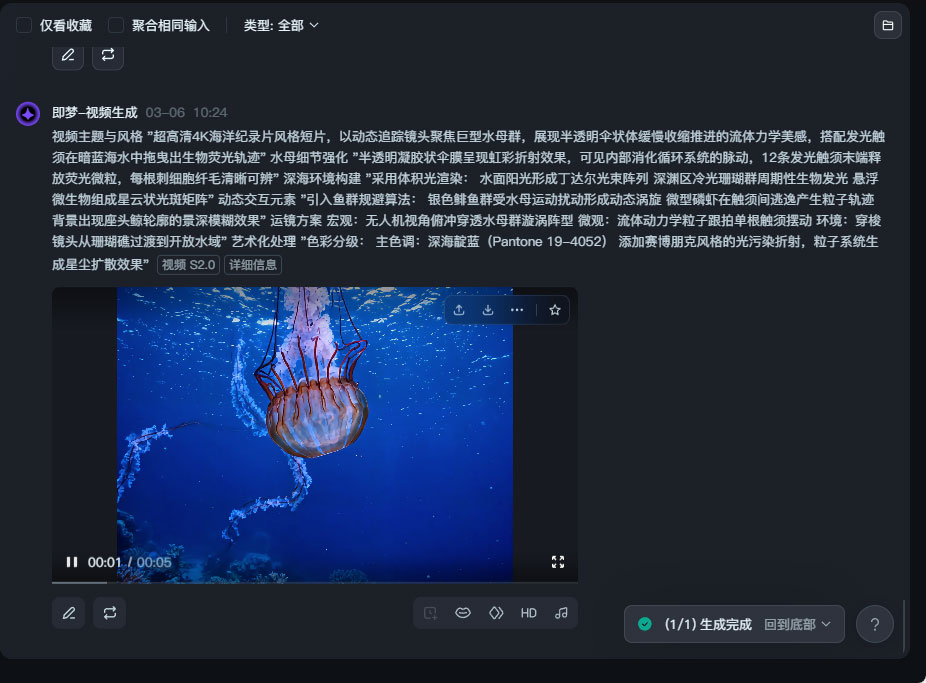 仅看收藏 聚合相同输入 类型: 全部
即梦-视频生成 03-06 10:24
视频主题与风格 ”超高清4K海洋纪录片风格短片，以动态追踪镜头聚焦巨型水母群，展现半透明伞状体缓慢收缩推进的流体力学美感，搭配发光触
须在暗蓝海水中拖曳出生物荧光轨迹” 水母细节强化 ”半透明凝胶状伞膜呈现虹彩折射效果，可见内部消化循环系统的脉动，12条发光触须末端释
放荧光微粒，每根刺细胞纤毛清晰可辨” 深海环境构建 ”采用体积光渲染： 水面阳光形成丁达尔光束阵列 深渊区冷光珊瑚群周期性生物发光 悬浮
微生物组成星云状光斑矩阵” 动态交互元素 ”引入鱼群规避算法： 银色鲱鱼群受水母运动扰动形成动态涡旋 微型磷虾在触须间逃逸产生粒子轨迹
背景出现座头鲸轮廓的景深模糊效果” 运镜方案 宏观：无人机视角俯冲穿透水母群漩涡阵型 微观：流体动力学粒子跟拍单根触须摆动 环境：穿梭
镜头从珊瑚礁过渡到开放水域” 艺术化处理 ”色彩分级： 主色调：深海靛蓝（Pantone 19-4052） 添加赛博朋克风格的光污染折射，粒子系统生
成星尘扩散效果” 视频 S2.0 详细信息
00:01 / 00:05
HD
(1/1) 生成完成 回到底部
?